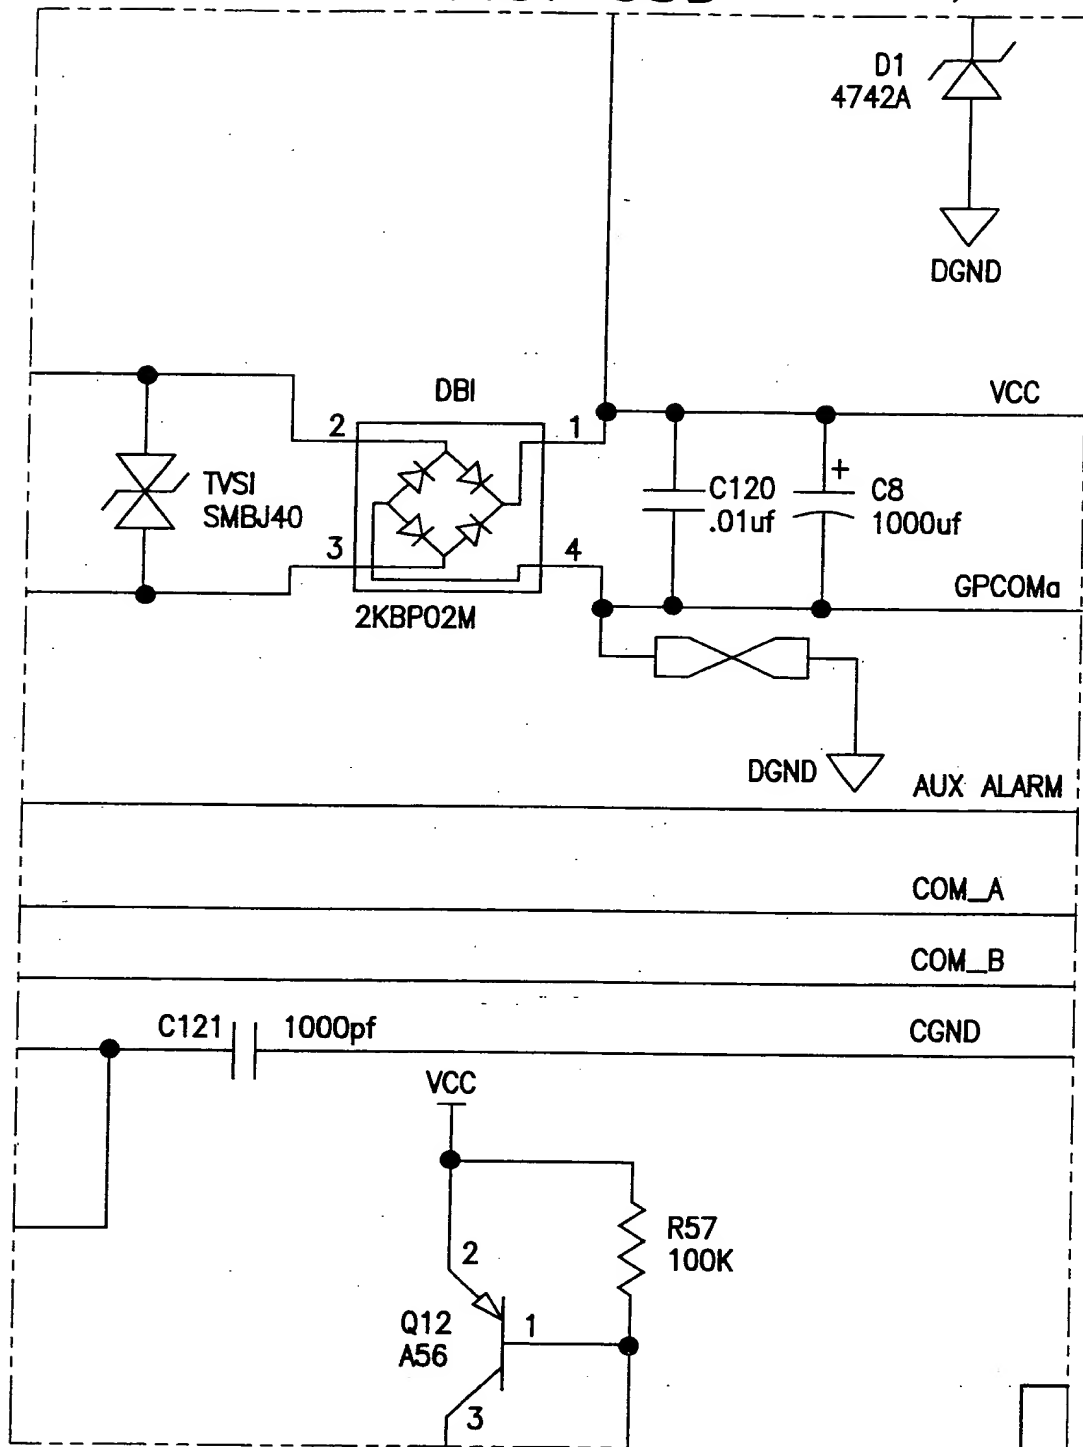 D1
4742A
DGND
VCC
DBI
2
1
TVSI
SMBJ40
C120
.01uf
+
C8
1000uf
3
4
GPCOMa
2KBP02M
DGND
AUX ALARM
COM_A
COM_B
C121
1000pf
CGND
VCC
R57
100K
2
Q12
A56
1
3